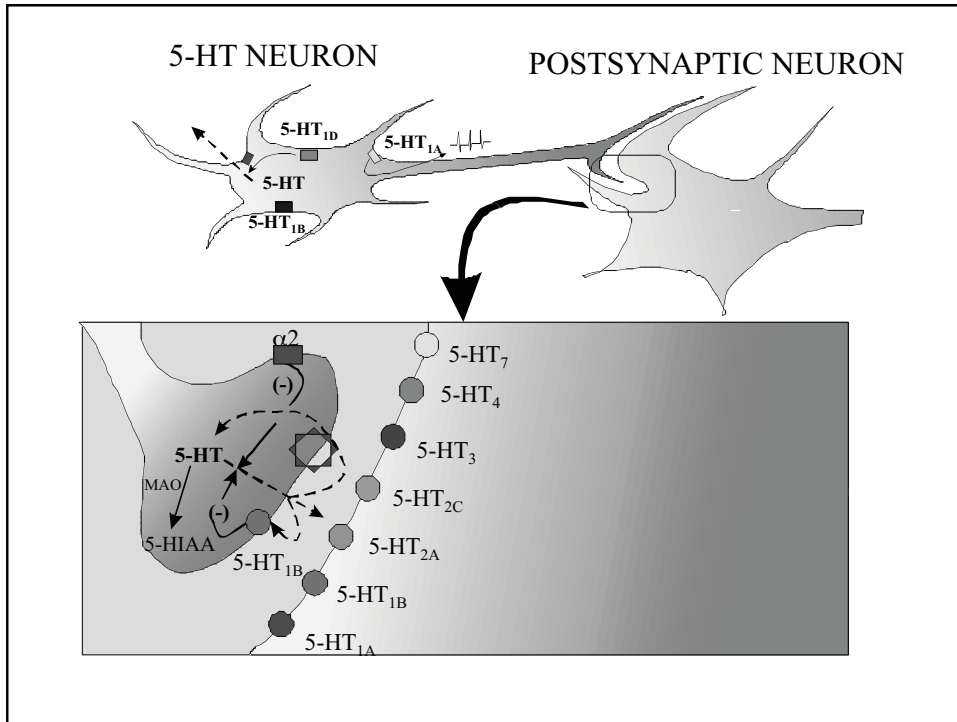 5-HT NEURON
POSTSYNAPTIC NEURON
5-HT1D
5-HT1A
5-HT
5-HT1B
α2
(-)
5-HT
MAO
(-)
5-HIAA
5-HT1B
5-HT7
5-HT4
5-HT3
5-HT2C
5-HT2A
5-HT1B
5-HT1A